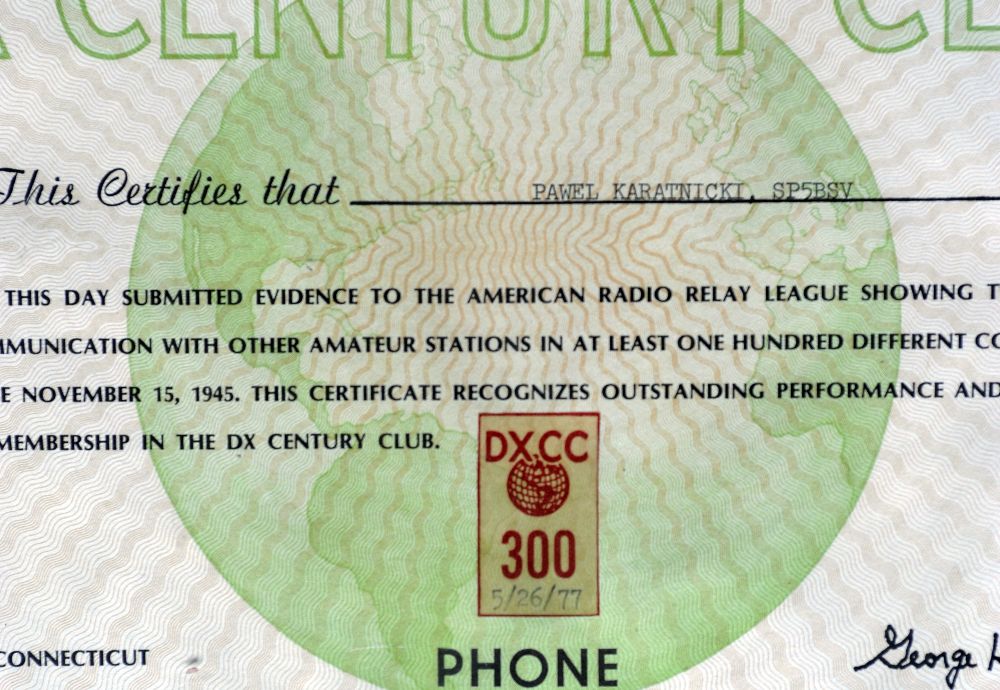 CENTURY CE
This Certifies that PAWEL KARATNICKI, SP5BSV
THIS DAY SUBMITTED EVIDENCE TO THE AMERICAN RADIO RELAY LEAGUE SHOWING T
MMUNICATION WITH OTHER AMATEUR STATIONS IN AT LEAST ONE HUNDRED DIFFERENT CO
E NOVEMBER 15, 1945. THIS CERTIFICATE RECOGNIZES OUTSTANDING PERFORMANCE AND
MEMBERSHIP IN THE DX CENTURY CLUB.
DXCC
300
5/26/77
CONNECTICUT
PHONE
George